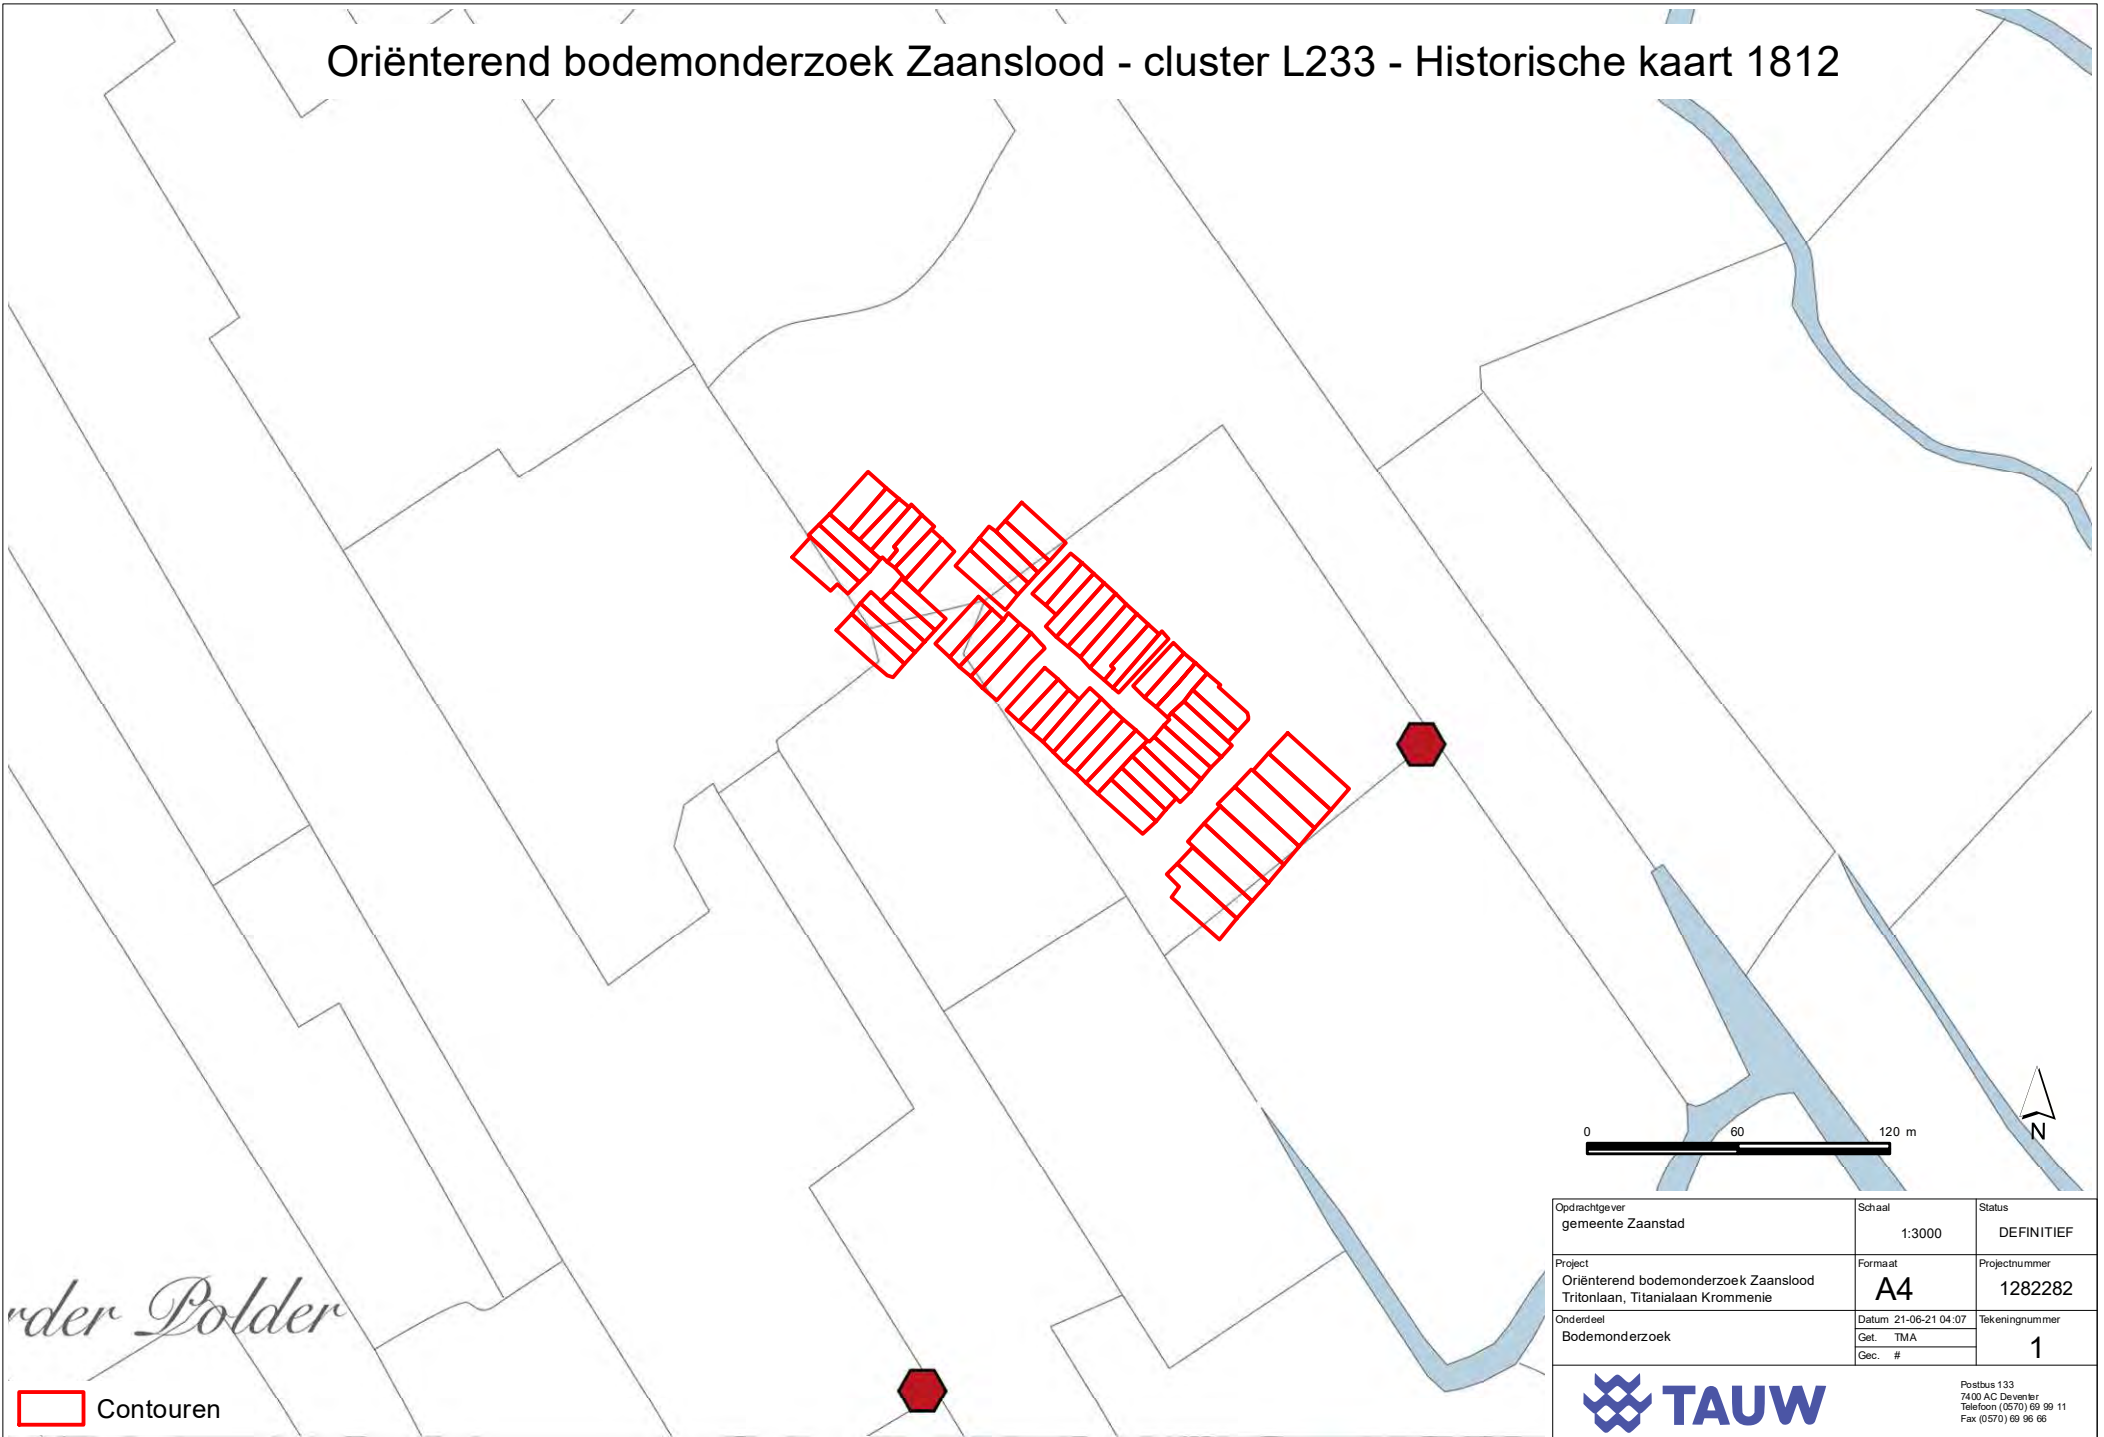 Oriënterend bodemonderzoek Zaanslood - cluster L233 - Historische kaart 1812
0 60 120 m
N
rder Polder
Contouren
Opdrachtgever
gemeente Zaanstad
Schaal
1:3000
Status
DEFINITIEF
Project
Oriënterend bodemonderzoek Zaanslood
Tritonlaan, Titanialaan Krommenie
Formaat
A4
Projectnummer
1282282
Onderdeel
Bodemonderzoek
Datum 21-06-21 04:07
Get. TMA
Gec. #
Tekeningnummer
1
TAUW
Postbus 133
7400 AC Deventer
Telefoon (0570) 69 99 11
Fax (0570) 69 96 66